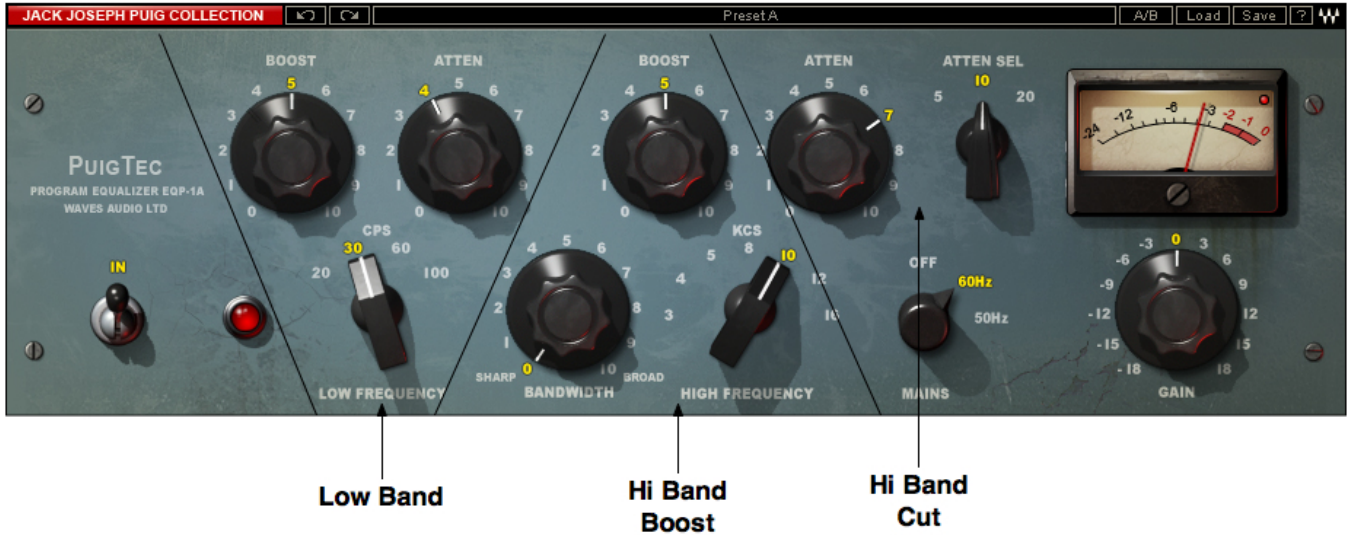 JACK JOSEPH PUIG COLLECTION
Preset A
A/B Load Save ?
BOOST ATTEN BOOST ATTEN ATTEN SEL
0 1 2 3 4 5 6 7 8 9 10
0 1 2 3 4 5 6 7 8 9 10
0 1 2 3 4 5 6 7 8 9 10
0 1 2 3 4 5 6 7 8 9 10
5 10 20
-24 -12 -6 -3 -2 -1 0
PUIGTEC
PROGRAM EQUALIZER EQP-1A
WAVES AUDIO LTD
IN
CPS
20 30 60 100
LOW FREQUENCY
0 1 2 3 4 5 6 7 8 9 10
SHARP BROAD
BANDWIDTH
KCS
3 4 5 8 10 12 16
HIGH FREQUENCY
OFF
60Hz
50Hz
MAINS
-18 -15 -12 -9 -6 -3 0 3 6 9 12 15 18
GAIN
Low Band
Hi Band
Boost
Hi Band
Cut